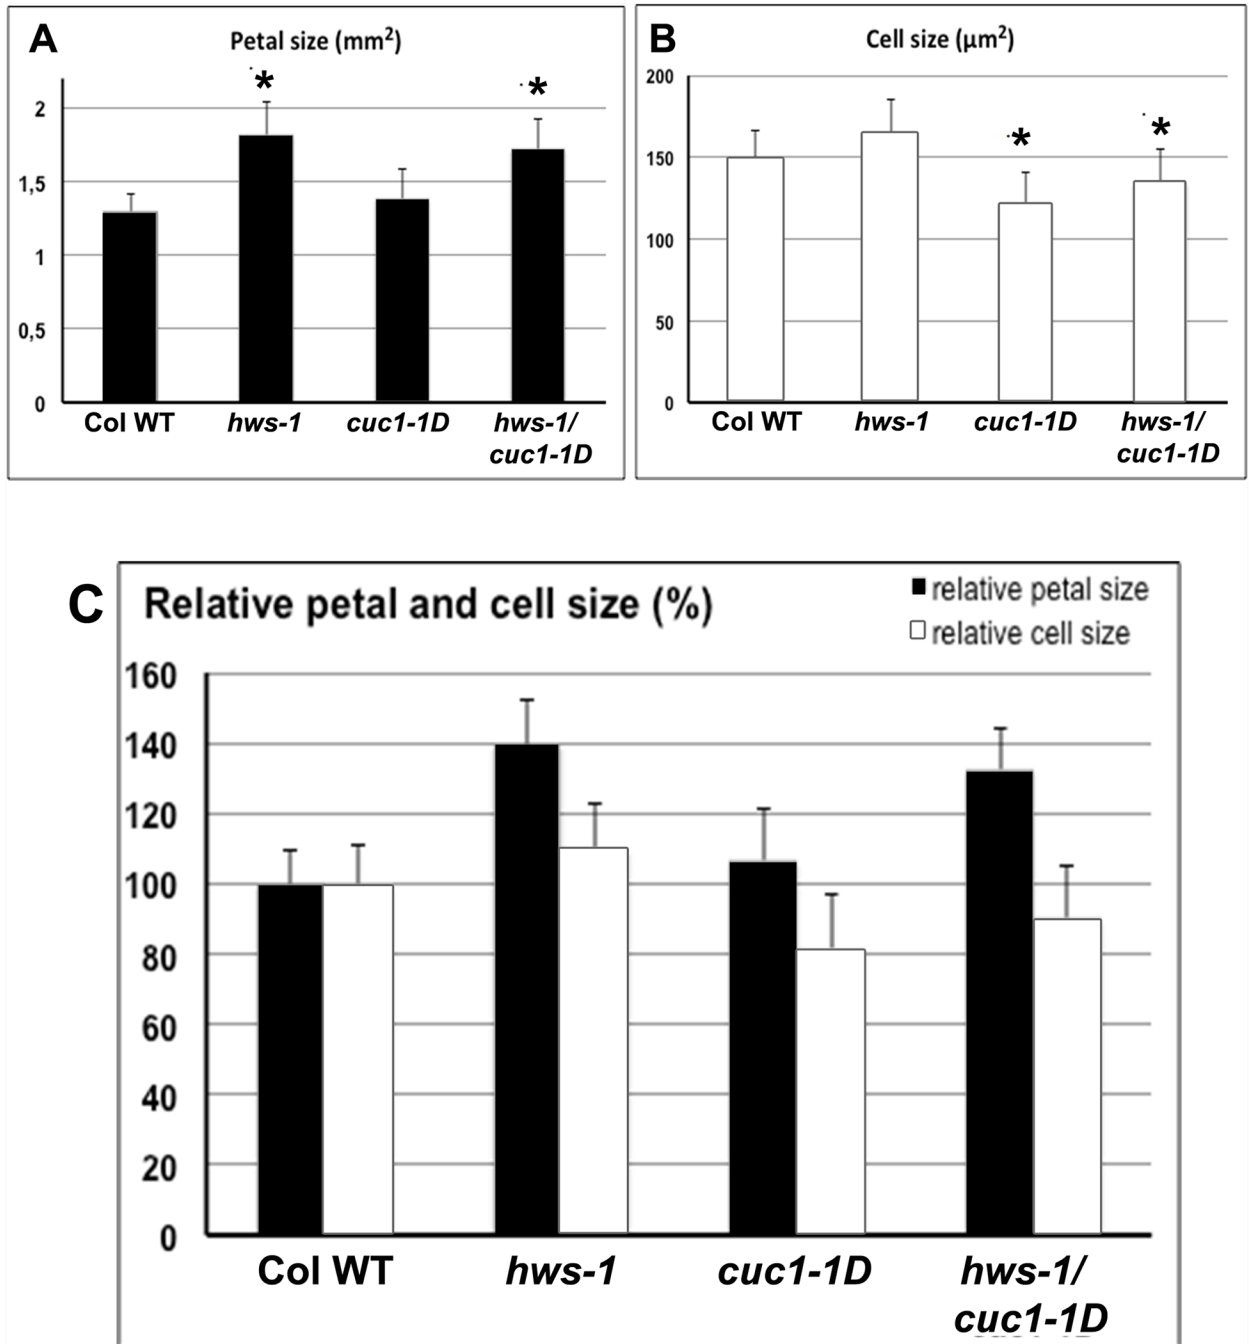 A
Petal size (mm²)
*
*
2
1,5
1
0,5
0
Col WT
hws-1
cuc1-1D
hws-1/
cuc1-1D
B
Cell size (µm²)
200
*
*
150
100
50
0
Col WT
hws-1
cuc1-1D
hws-1/
cuc1-1D
C
Relative petal and cell size (%)
relative petal size
relative cell size
160
140
120
100
80
60
40
20
0
Col WT
hws-1
cuc1-1D
hws-1/
cuc1-1D